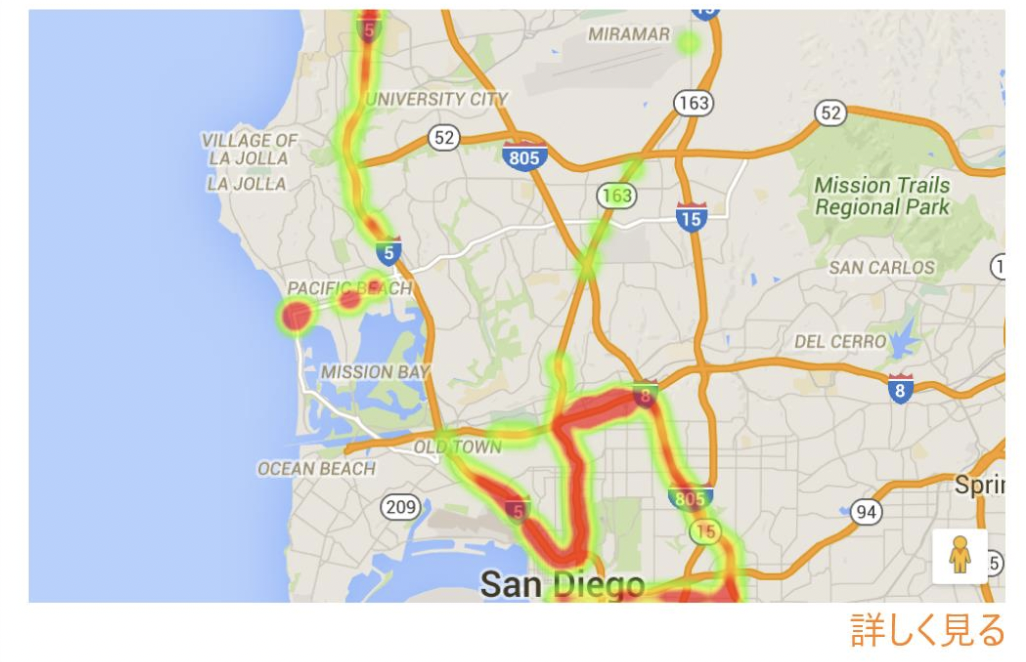 15
5
MIRAMAR
UNIVERSITY CITY
163
52
52
VILLAGE OF
LA JOLLA
LA JOLLA
805
163
Mission Trails
Regional Park
15
5
SAN CARLOS
PACIFIC BEACH
DEL CERRO
MISSION BAY
8
8
OLD TOWN
OCEAN BEACH
805
209
5
94
15
San Diego
詳しく見る